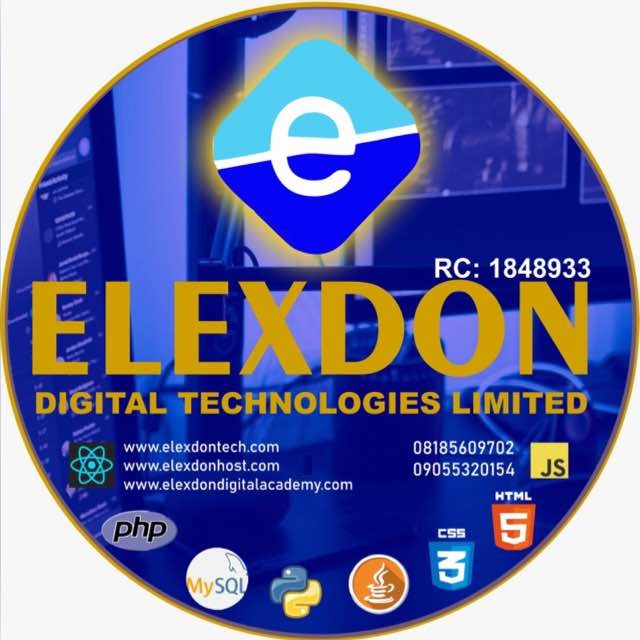 e
RC: 1848933
ELEXDON
DIGITAL TECHNOLOGIES LIMITED
www.elexdontech.com
www.elexdonhost.com
www.elexdondigitalacademy.com
08185609702
09055320154
JS
HTML
5
CSS
3
php
MySQL